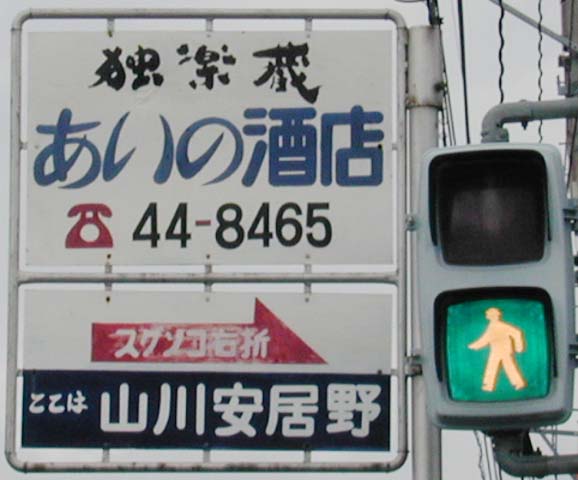 独楽蔵
あいの酒店
☎ 44-8465
スグソコ右折
ここは 山川安居野